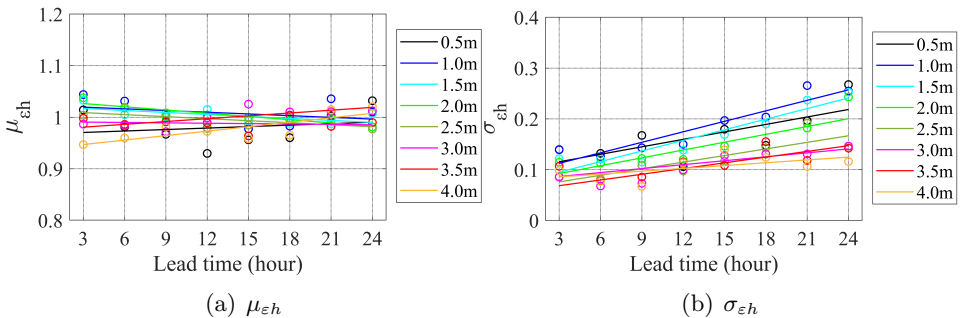 1.2
1.1
1
0.9
0.8
μεh
3 6 9 12 15 18 21 24
Lead time (hour)
0.5m
1.0m
1.5m
2.0m
2.5m
3.0m
3.5m
4.0m
(a) μεh
0.4
0.3
0.2
0.1
0
σεh
3 6 9 12 15 18 21 24
Lead time (hour)
0.5m
1.0m
1.5m
2.0m
2.5m
3.0m
3.5m
4.0m
(b) σεh